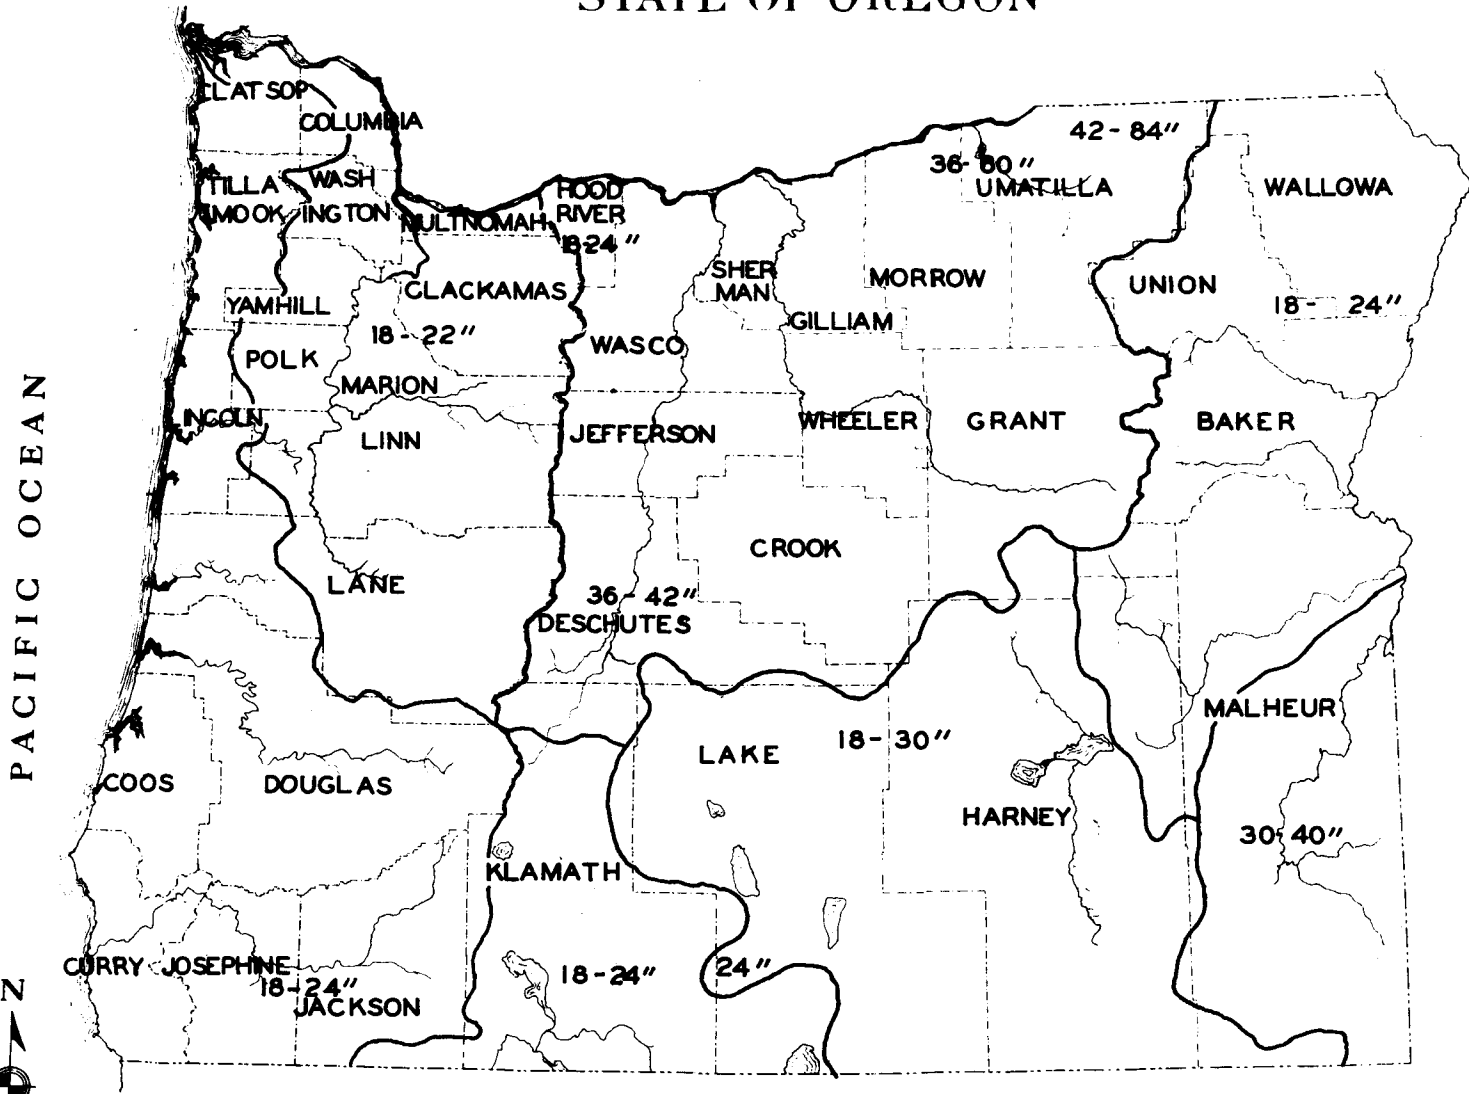 STATE OF OREGON
CLATSOP
COLUMBIA
42-84"
36-60"
TILLA
MOOK
WASH
INGTON
HOOD
RIVER
18-24"
UMATILLA
WALLOWA
MULTNOMAH
SHER
MAN
MORROW
UNION
CLACKAMAS
YAMHILL
18-24"
GILLIAM
18-22"
WASCO
POLK
MARION
LINCOLN
LINN
JEFFERSON
WHEELER
GRANT
BAKER
PACIFIC OCEAN
CROOK
LANE
36-42"
DESCHUTES
MALHEUR
18-30"
LAKE
COOS
DOUGLAS
HARNEY
30-40"
KLAMATH
CURRY
JOSEPHINE
18-24"
JACKSON
18-24"
24"
N